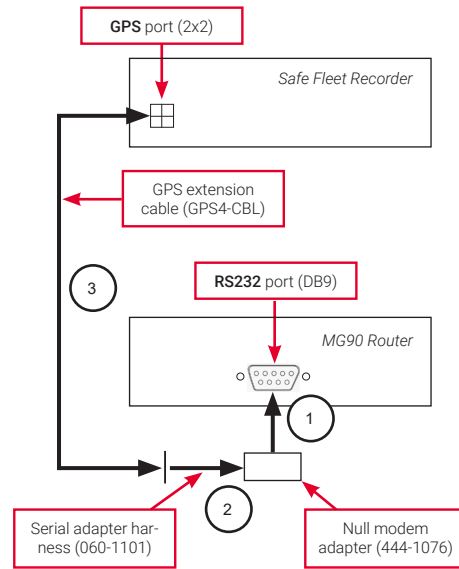 GPS port (2x2)
Safe Fleet Recorder
GPS extension
cable (GPS4-CBL)
3
RS232 port (DB9)
MG90 Router
1
2
Serial adapter har-
ness (060-1101)
Null modem
adapter (444-1076)